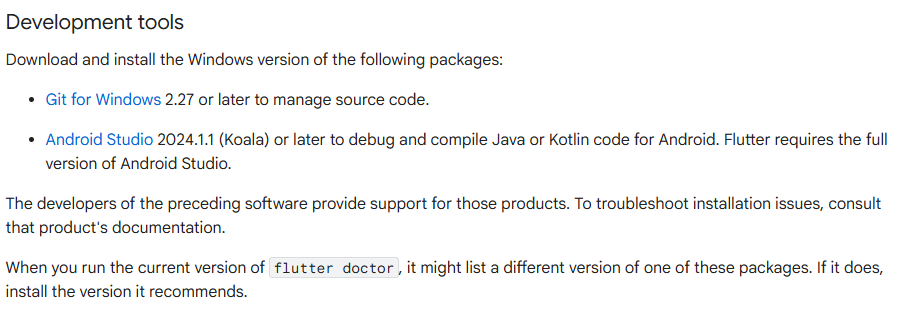 Development tools
Download and install the Windows version of the following packages:
• Git for Windows 2.27 or later to manage source code.
• Android Studio 2024.1.1 (Koala) or later to debug and compile Java or Kotlin code for Android. Flutter requires the full
version of Android Studio.
The developers of the preceding software provide support for those products. To troubleshoot installation issues, consult
that product's documentation.
When you run the current version of flutter doctor, it might list a different version of one of these packages. If it does,
install the version it recommends.